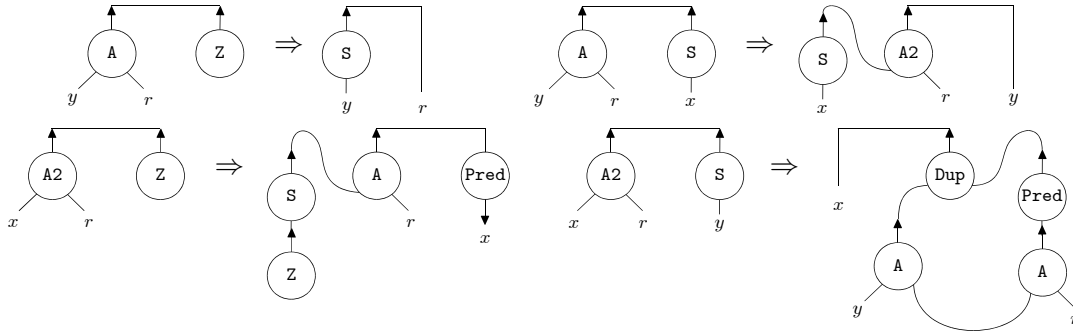 A Z ⇒ S A S ⇒ S A2
y r y r y r x x r y
A2 Z ⇒ S A Pred A2 S ⇒ Dup Pred
x r Z r x x r y x A A
y r